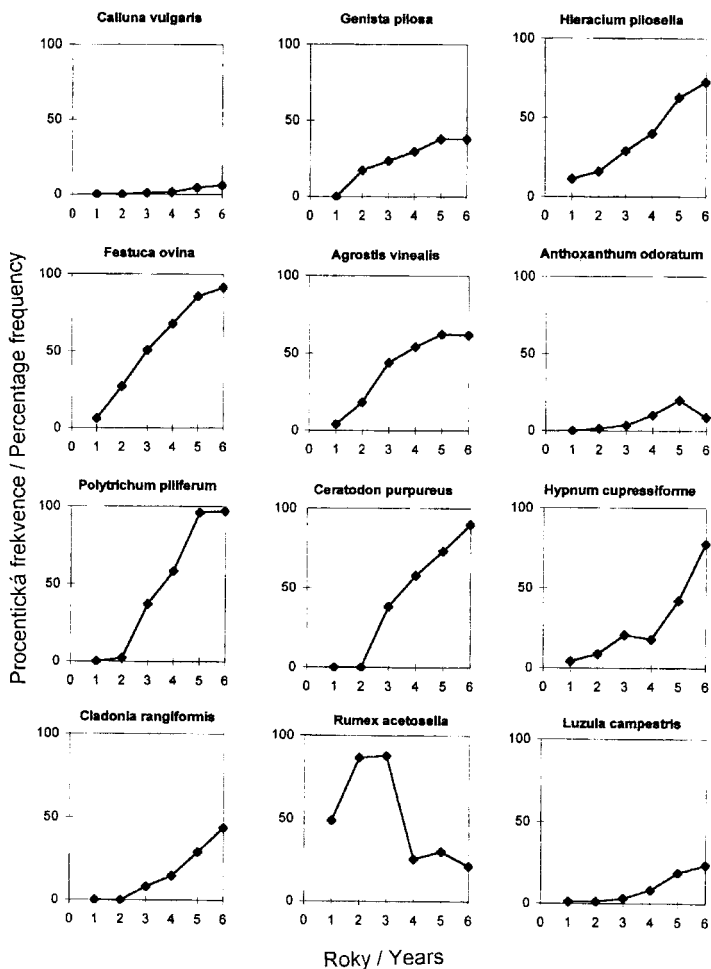 Calluna vulgaris
100
50
0
0 1 2 3 4 5 6
Genista pilosa
100
50
0
0 1 2 3 4 5 6
Hieracium pilosella
100
50
0
0 1 2 3 4 5 6
Festuca ovina
100
50
0
0 1 2 3 4 5 6
Agrostis vinealis
100
50
0
0 1 2 3 4 5 6
Anthoxanthum odoratum
100
50
0
0 1 2 3 4 5 6
Polytrichum piliferum
100
50
0
0 1 2 3 4 5 6
Ceratodon purpureus
100
50
0
0 1 2 3 4 5 6
Hypnum cupressiforme
100
50
0
0 1 2 3 4 5 6
Cladonia rangiformis
100
50
0
0 1 2 3 4 5 6
Rumex acetosella
100
50
0
0 1 2 3 4 5 6
Luzula campestris
100
50
0
0 1 2 3 4 5 6
Procentická frekvence / Percentage frequency
Roky / Years